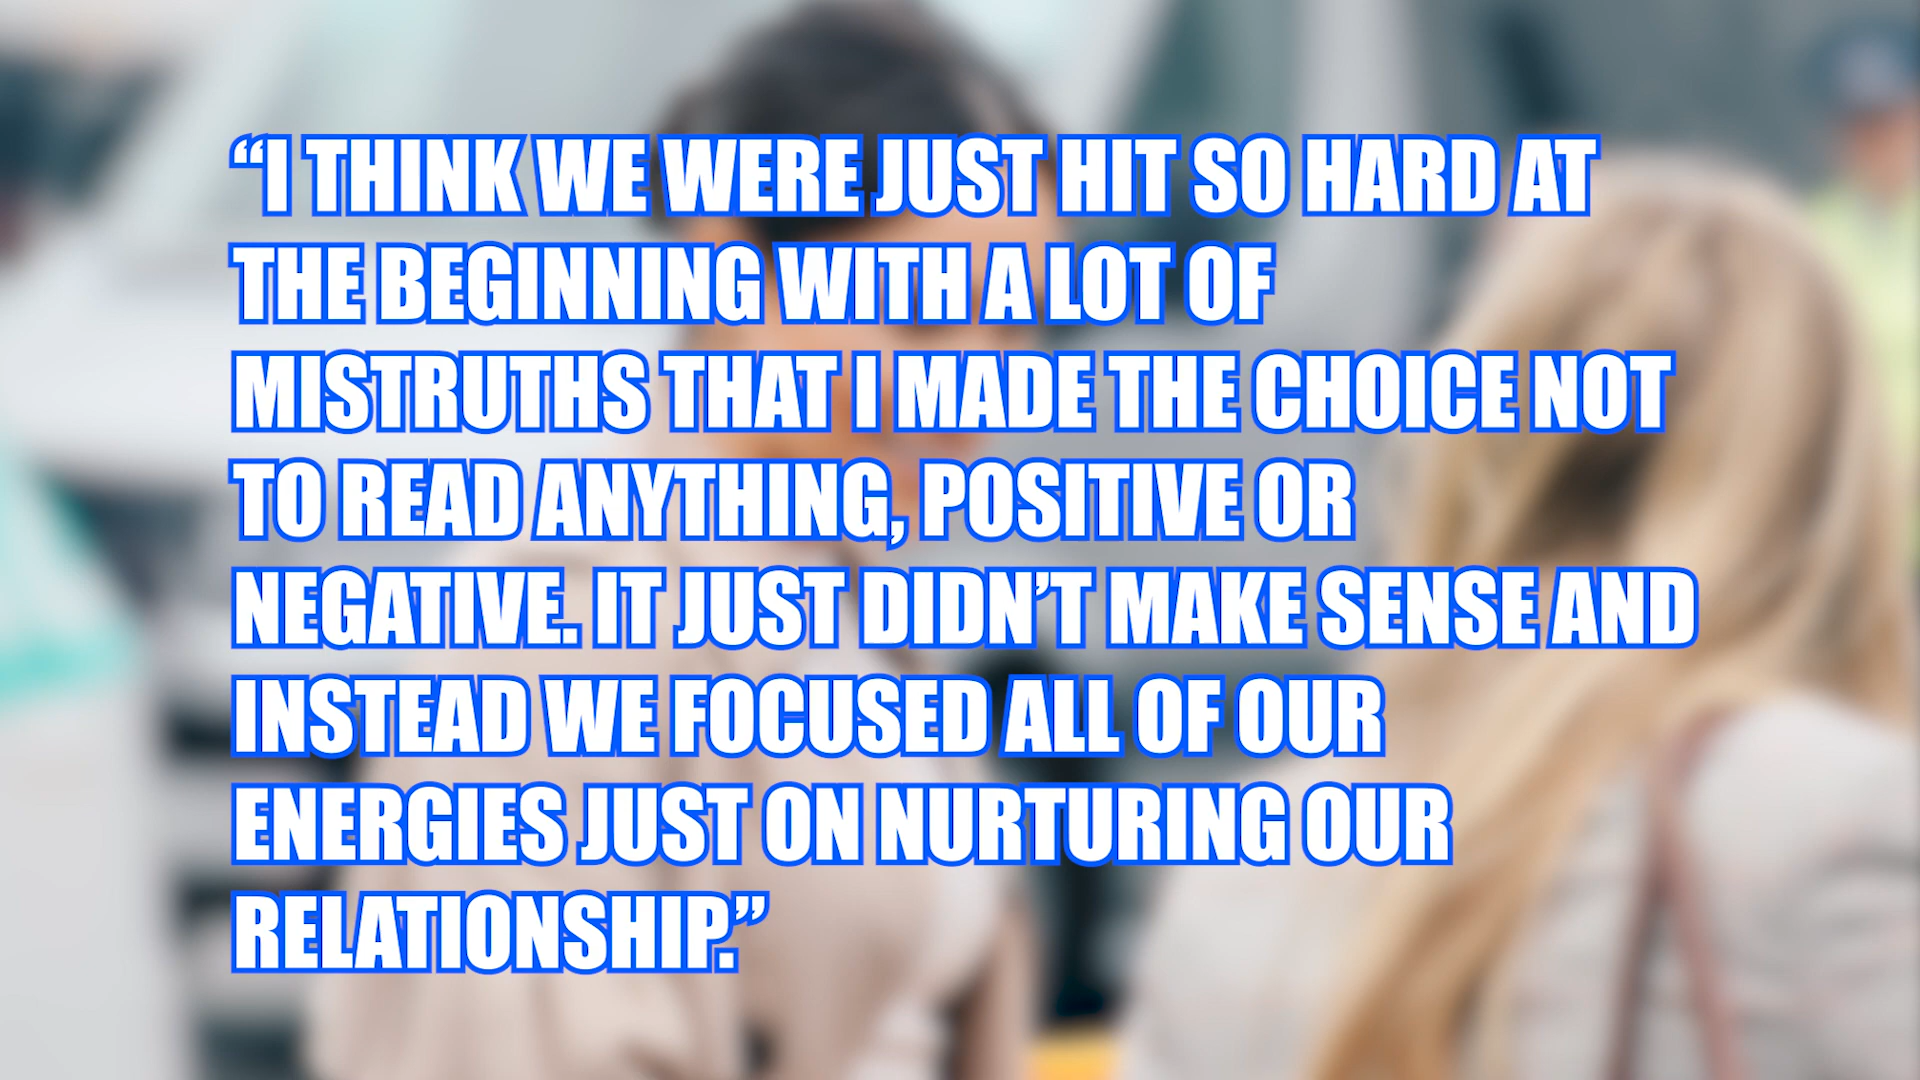 “I THINK WE WERE JUST HIT SO HARD AT
THE BEGINNING WITH A LOT OF
MISTRUTHS THAT I MADE THE CHOICE NOT
TO READ ANYTHING, POSITIVE OR
NEGATIVE. IT JUST DIDN’T MAKE SENSE AND
INSTEAD WE FOCUSED ALL OF OUR
ENERGIES JUST ON NURTURING OUR
RELATIONSHIP.”